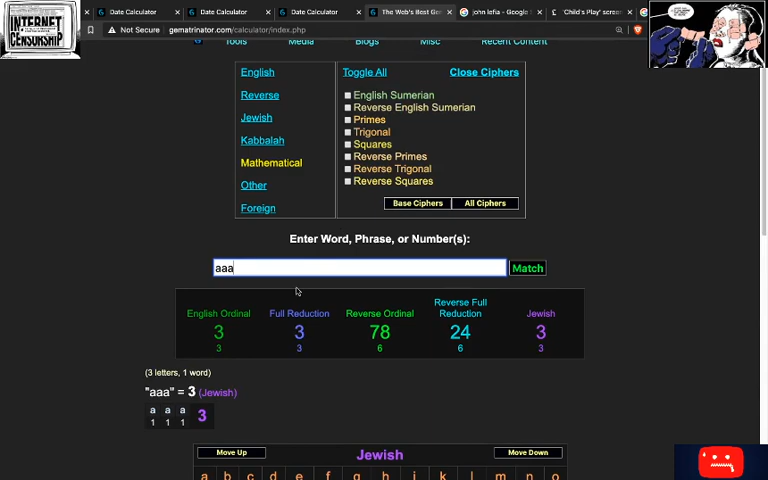 INTERNET
CENSORSHIP
Date Calculator
Date Calculator
Date Calculator
The Web's Best Ge
john lofia - Google
'Child's Play' screen
Not Secure gematrinator.com/calculator/index.php
Tools Media Blogs Misc Recent Content
English
Reverse
Jewish
Kabbalah
Mathematical
Other
Foreign
Toggle All Close Ciphers
English Sumerian
Reverse English Sumerian
Primes
Trigonal
Squares
Reverse Primes
Reverse Trigonal
Reverse Squares
Base Ciphers All Ciphers
Enter Word, Phrase, or Number(s):
aaa Match
English Ordinal Full Reduction Reverse Ordinal Reverse Full Reduction Jewish
3 3 78 24 3
3 3 6 6 3
(3 letters, 1 word)
"aaa" = 3 (Jewish)
a a a 3
1 1 1
Move Up Jewish Move Down
a b c d e f g h i k l m n o